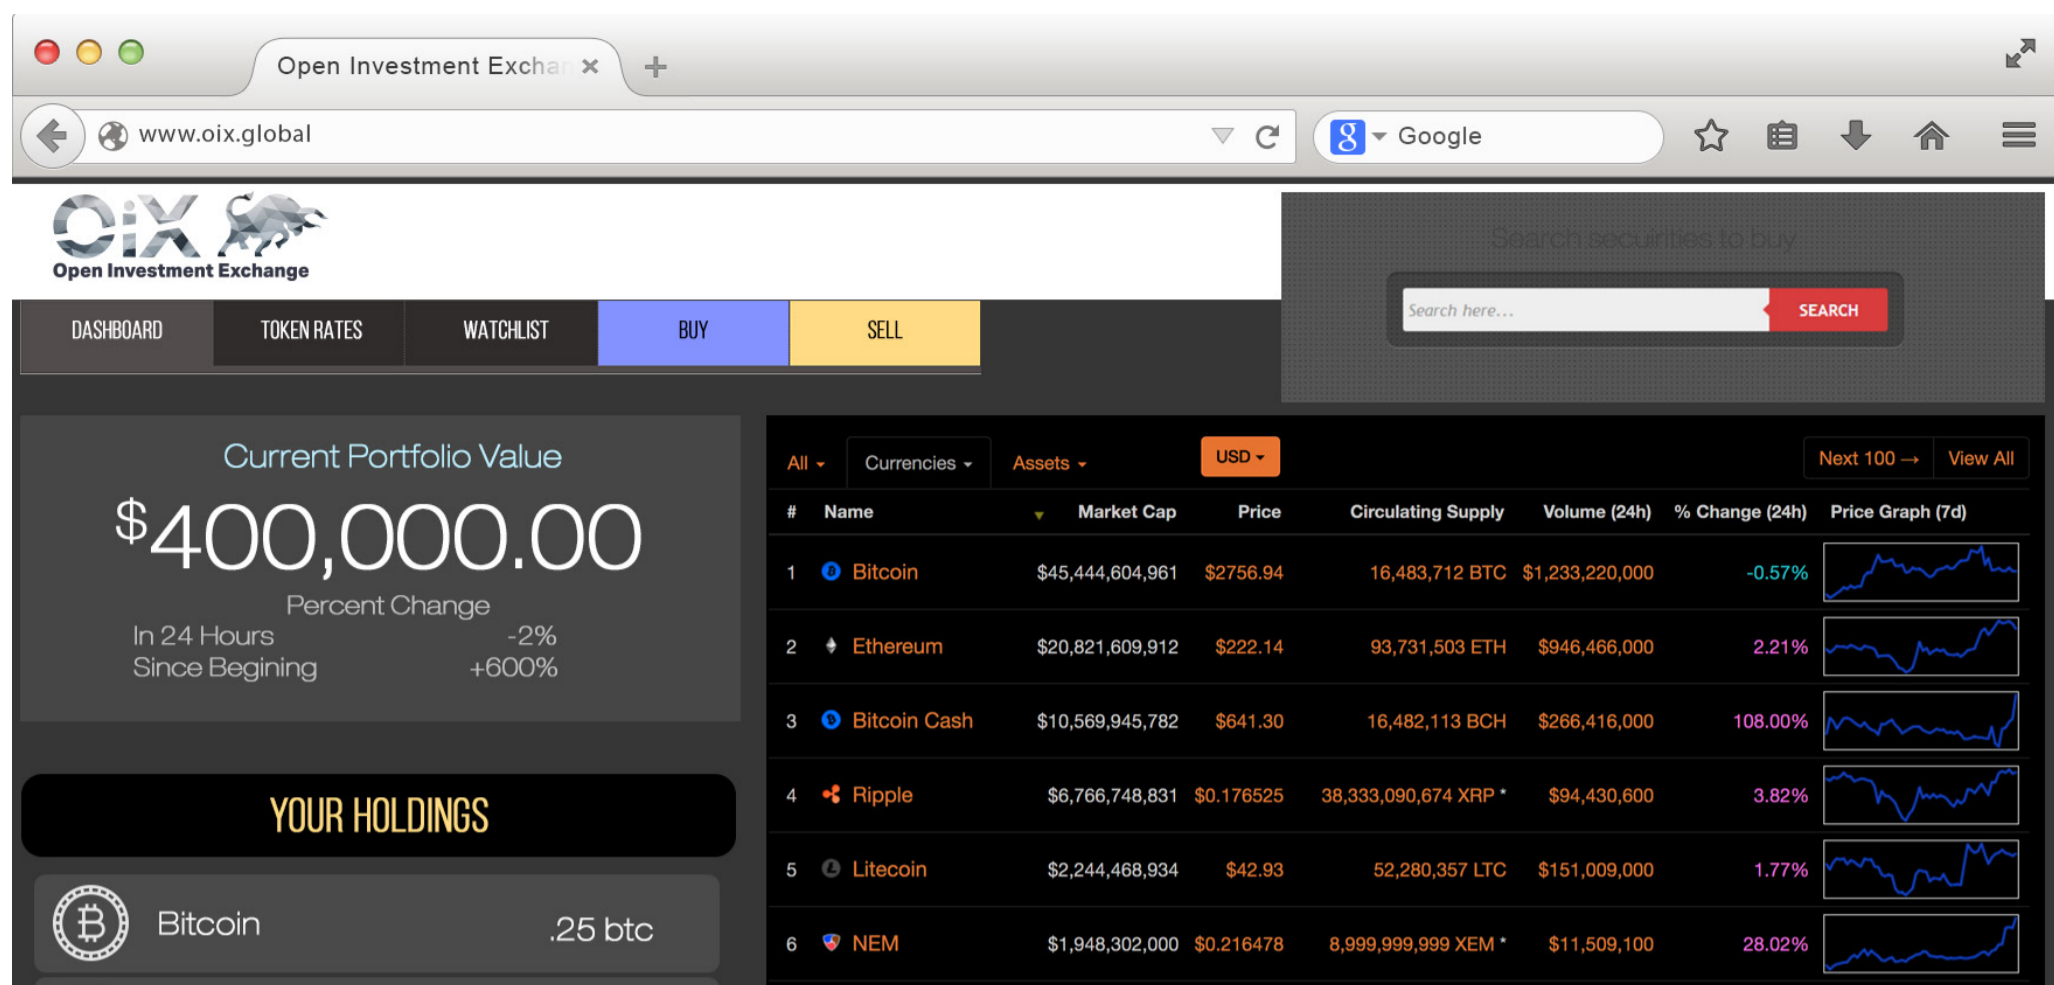 Open Investment Exchan
www.oix.global
Google
OiX
Open Investment Exchange
Search secuirities to buy
Search here...
SEARCH
DASHBOARD
TOKEN RATES
WATCHLIST
BUY
SELL
Current Portfolio Value
$400,000.00
Percent Change
In 24 Hours -2%
Since Begining +600%
YOUR HOLDINGS
Bitcoin .25 btc
All Currencies Assets USD Next 100 → View All
# Name Market Cap Price Circulating Supply Volume (24h) % Change (24h) Price Graph (7d)
1 Bitcoin $45,444,604,961 $2756.94 16,483,712 BTC $1,233,220,000 -0.57%
2 Ethereum $20,821,609,912 $222.14 93,731,503 ETH $946,466,000 2.21%
3 Bitcoin Cash $10,569,945,782 $641.30 16,482,113 BCH $266,416,000 108.00%
4 Ripple $6,766,748,831 $0.176525 38,333,090,674 XRP * $94,430,600 3.82%
5 Litecoin $2,244,468,934 $42.93 52,280,357 LTC $151,009,000 1.77%
6 NEM $1,948,302,000 $0.216478 8,999,999,999 XEM * $11,509,100 28.02%